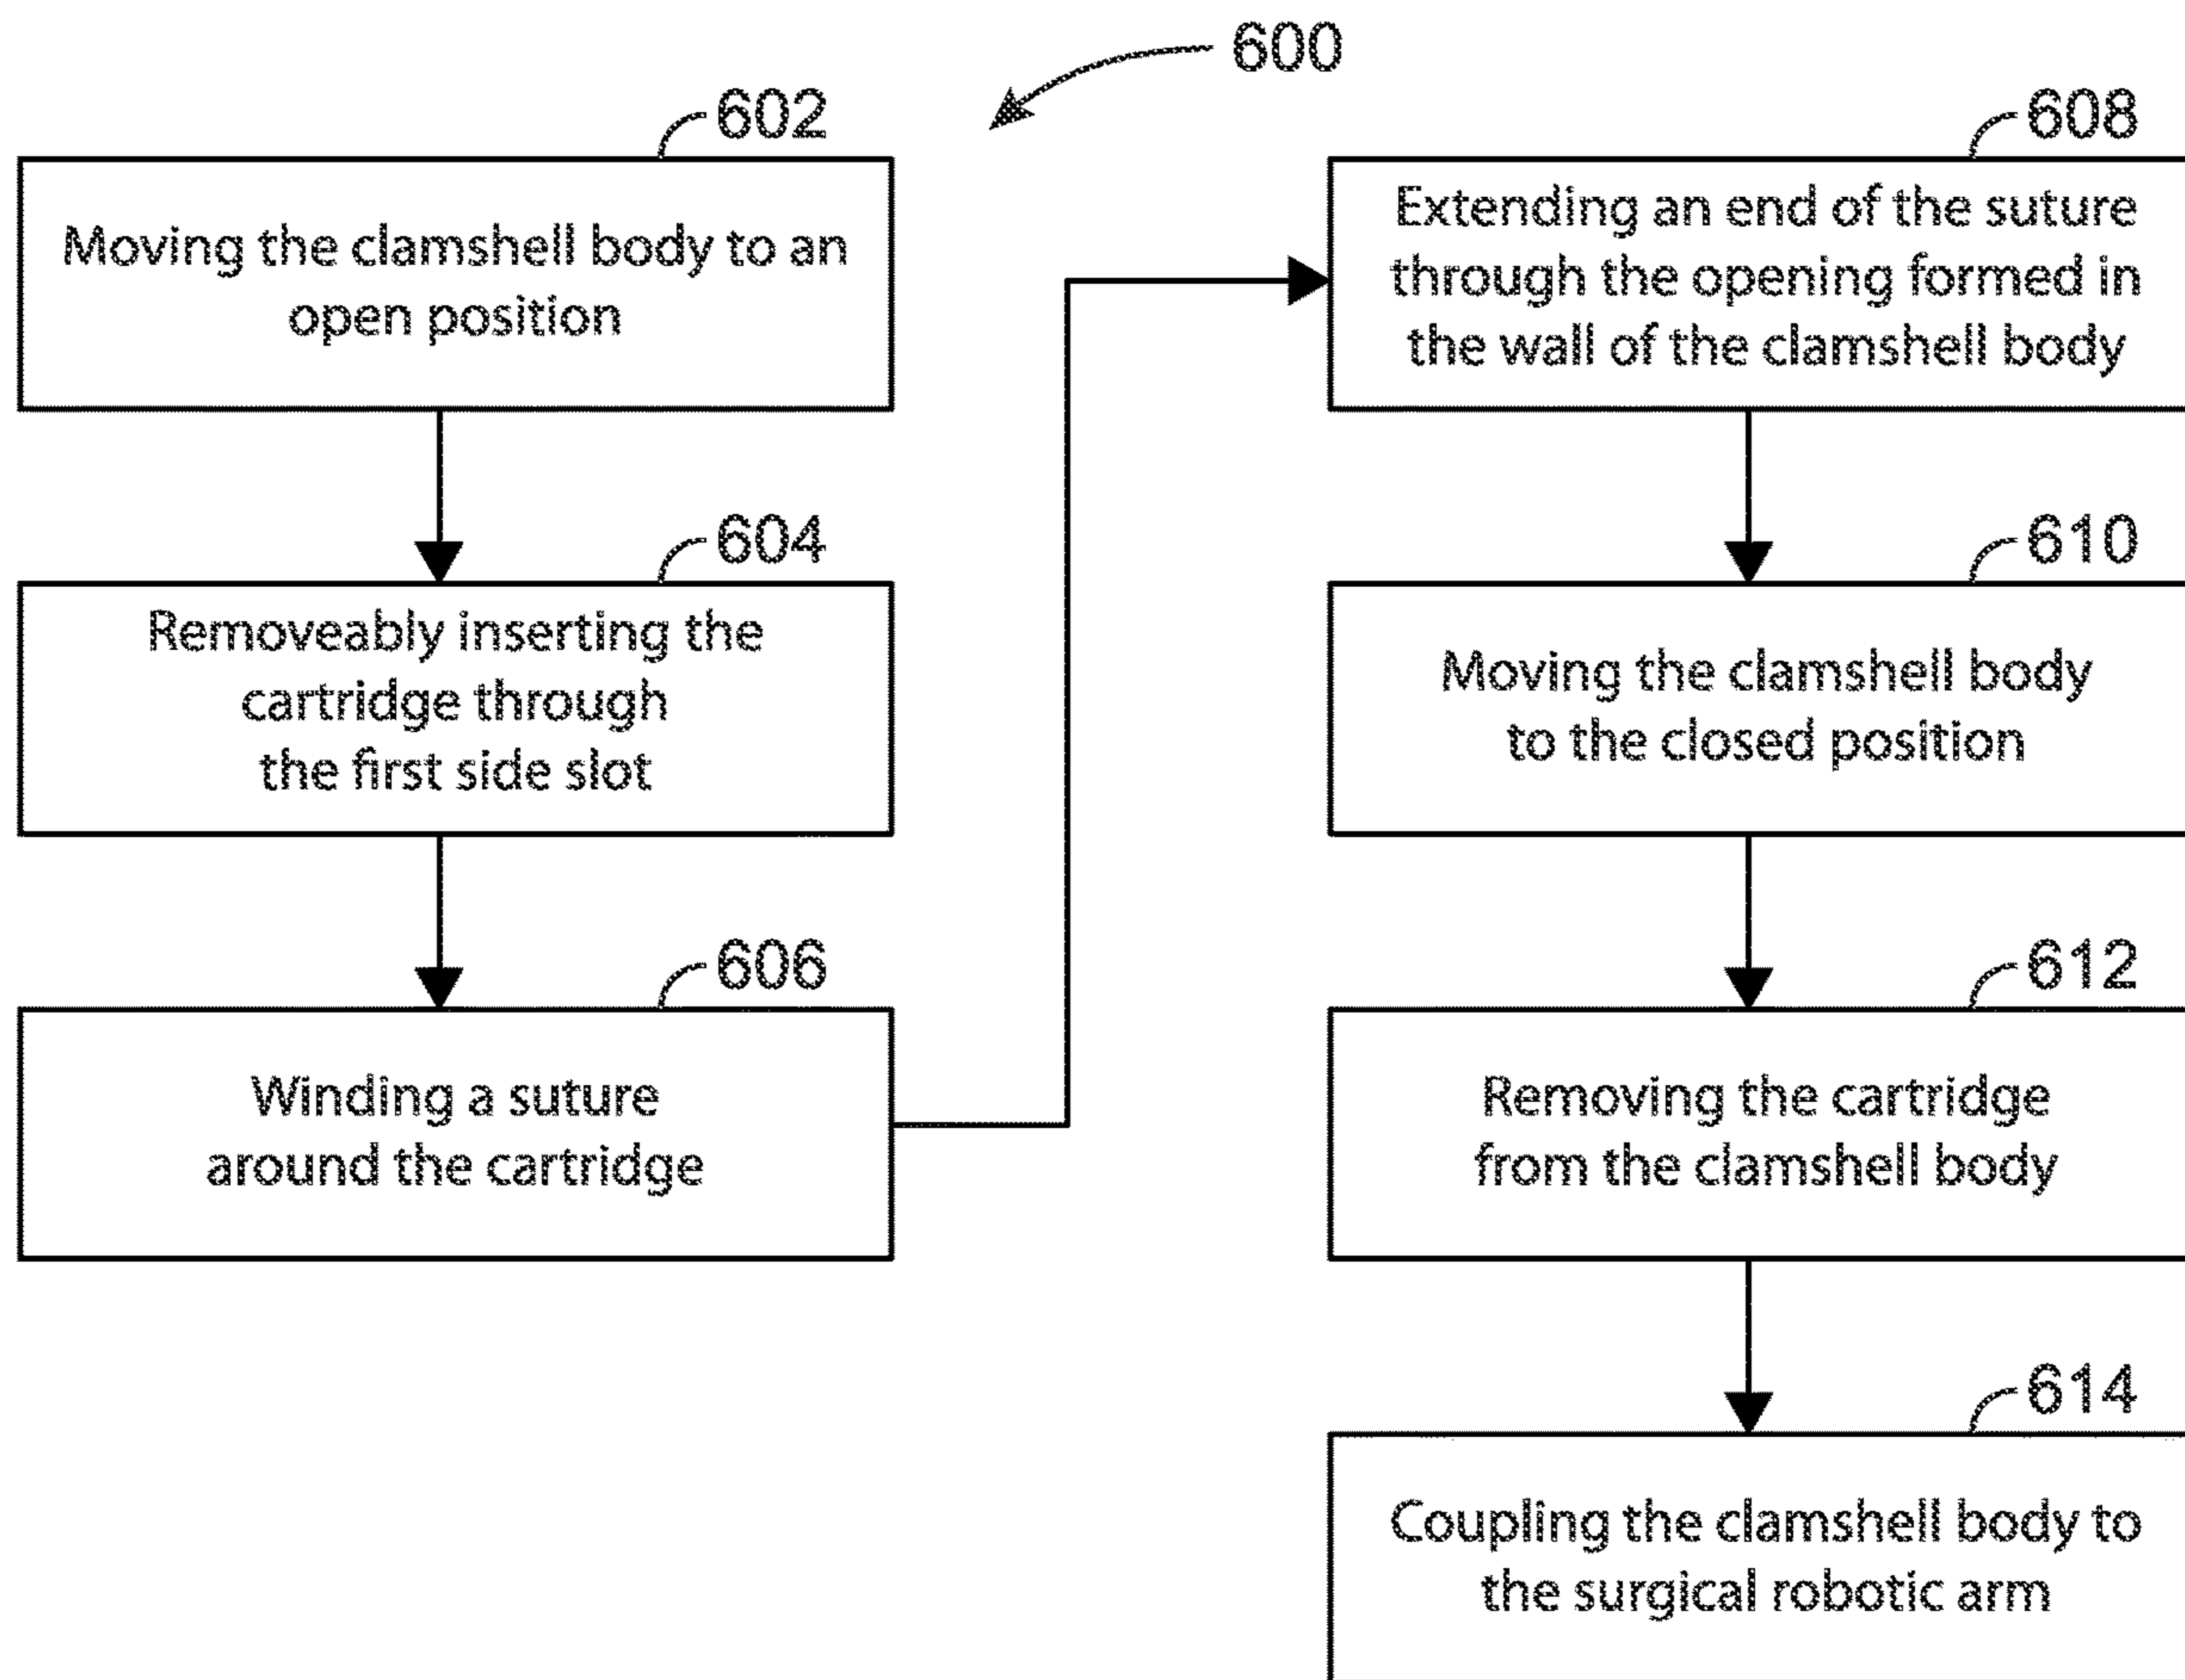 600
602
Moving the clamshell body to an
open position
604
Removeably inserting the
cartridge through
the first side slot
606
Winding a suture
around the cartridge
608
Extending an end of the suture
through the opening formed in
the wall of the clamshell body
610
Moving the clamshell body
to the closed position
612
Removing the cartridge
from the clamshell body
614
Coupling the clamshell body to
the surgical robotic arm